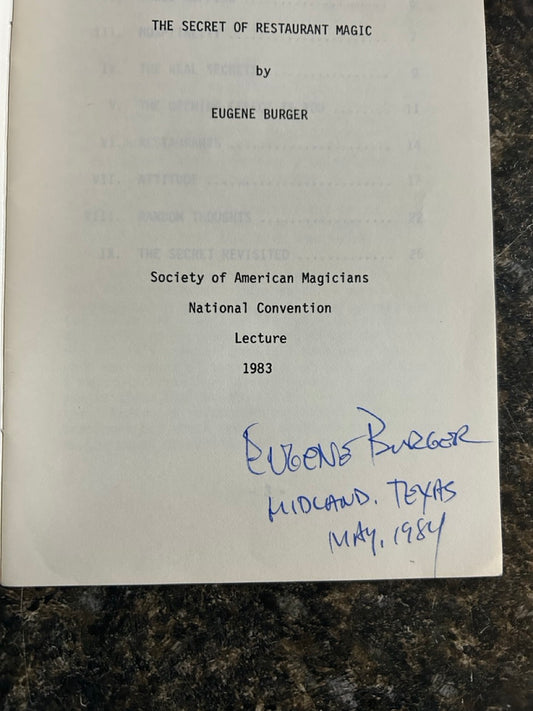 THE SECRET OF RESTAURANT MAGIC
by
EUGENE BURGER
Society of American Magicians
National Convention
Lecture
1983
EUGENE BURGER
MIDLAND, TEXAS
MAY, 1984